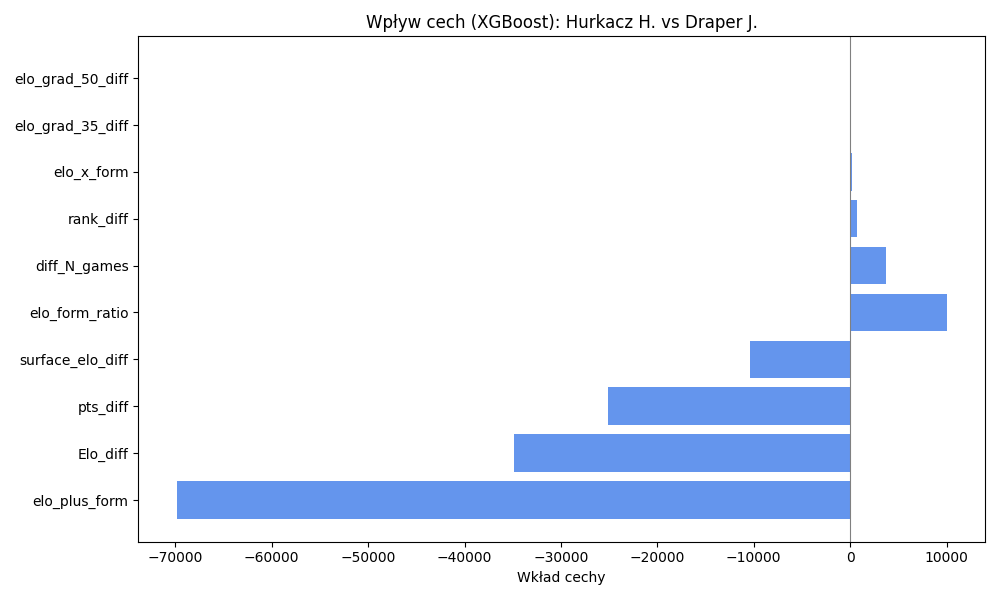 Wpływ cech (XGBoost): Hurkacz H. vs Draper J.
elo_grad_50_diff
elo_grad_35_diff
elo_x_form
rank_diff
diff_N_games
elo_form_ratio
surface_elo_diff
pts_diff
Elo_diff
elo_plus_form
−70000 −60000 −50000 −40000 −30000 −20000 −10000 0 10000
Wkład cechy